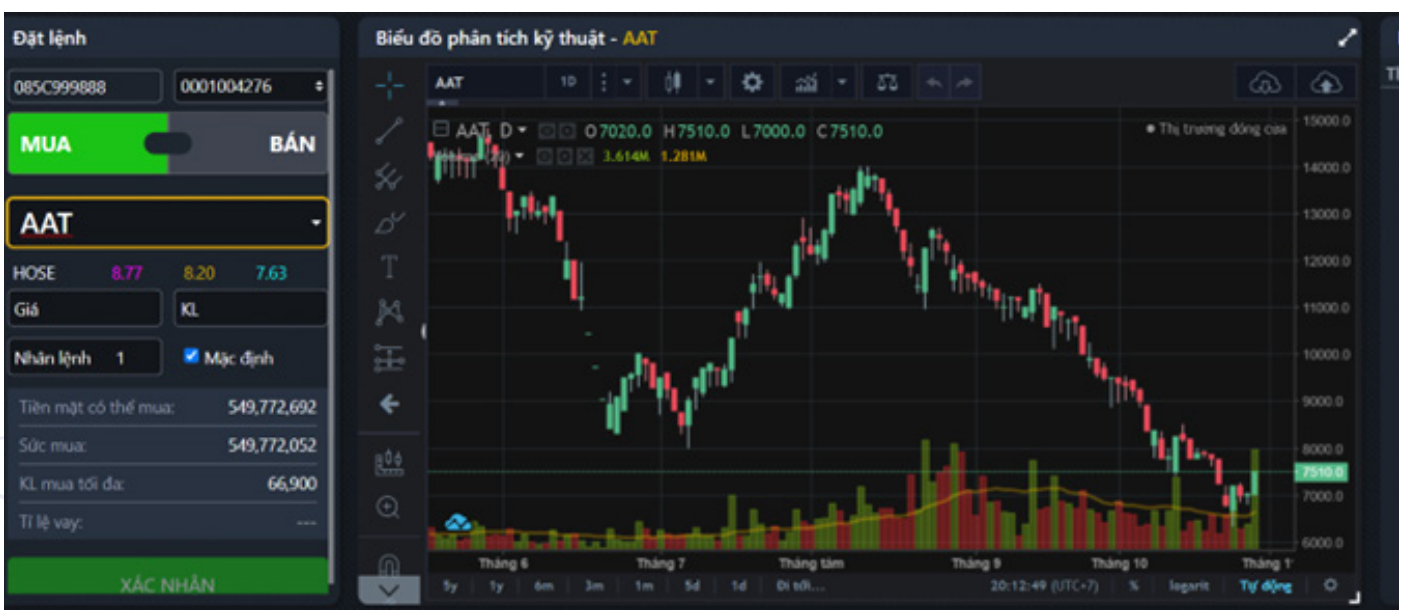 Đặt lệnh
085C999888 0001004276
MUA BÁN
AAT
HOSE 8.77 8.20 7.63
Giá KL
Nhân lệnh 1 Mặc định
Tiền mặt có thể mua: 549,772,692
Sức mua: 549,772,052
KL mua tối đa: 66,900
Tỉ lệ vay: ---
XÁC NHẬN
Biểu đồ phân tích kỹ thuật - AAT
AAT 1D
AAT, D O7020.0 H7510.0 L7000.0 C7510.0
Thị trường đóng cửa
(20) 3.614M 1.281M
15000.0
14000.0
13000.0
12000.0
11000.0
10000.0
9000.0
8000.0
7510.0
7000.0
6000.0
Tháng 6 Tháng 7 Tháng tám Tháng 9 Tháng 10 Tháng 1
5y 1y 6m 3m 1m 5d 1d Đi tới... 20:12:49 (UTC+7) % logarit Tự động